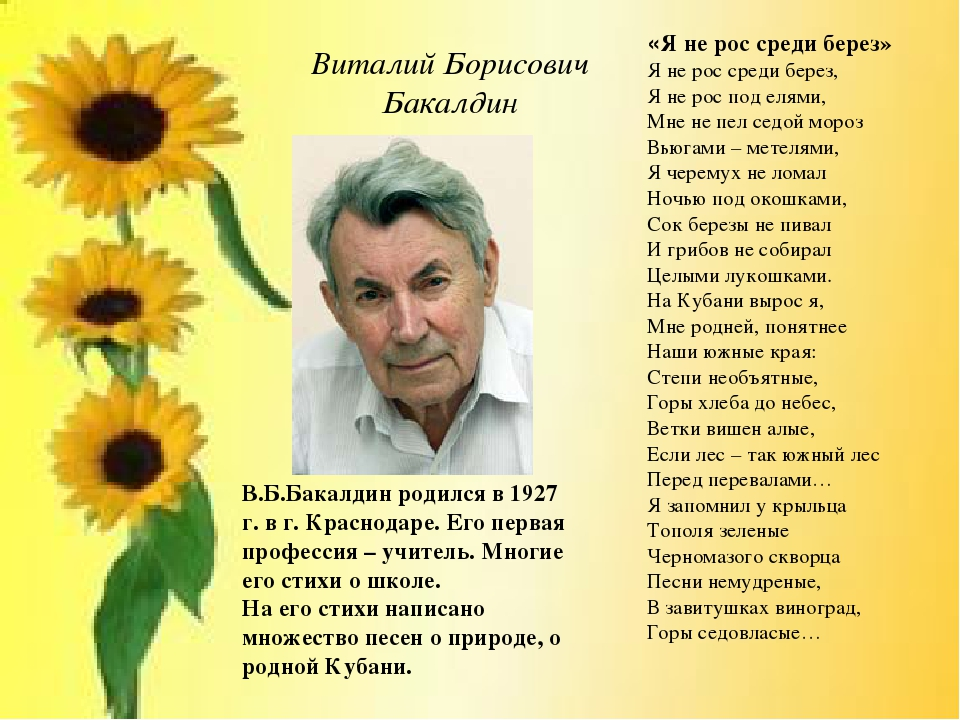 Виталий Борисович
Бакалдин
В.Б.Бакалдин родился в 1927
г. в г. Краснодаре. Его первая
профессия – учитель. Многие
его стихи о школе.
На его стихи написано
множество песен о природе, о
родной Кубани.
«Я не рос среди берез»
Я не рос среди берез,
Я не рос под елями,
Мне не пел седой мороз
Вьюгами – метелями,
Я черемух не ломал
Ночью под окошками,
Сок березы не пивал
И грибов не собирал
Целыми лукошками.
На Кубани вырос я,
Мне родней, понятнее
Наши южные края:
Степи необъятные,
Горы хлеба до небес,
Ветки вишен алые,
Если лес – так южный лес
Перед перевалами…
Я запомнил у крыльца
Тополя зеленые
Черномазого скворца
Песни немудреные,
В завитушках виноград,
Горы седовласые…